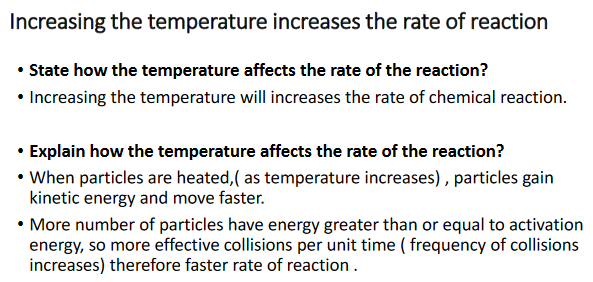 Increasing the temperature increases the rate of reaction
• State how the temperature affects the rate of the reaction?
• Increasing the temperature will increases the rate of chemical reaction.
• Explain how the temperature affects the rate of the reaction?
• When particles are heated,( as temperature increases) , particles gain
kinetic energy and move faster.
• More number of particles have energy greater than or equal to activation
energy, so more effective collisions per unit time ( frequency of collisions
increases) therefore faster rate of reaction .